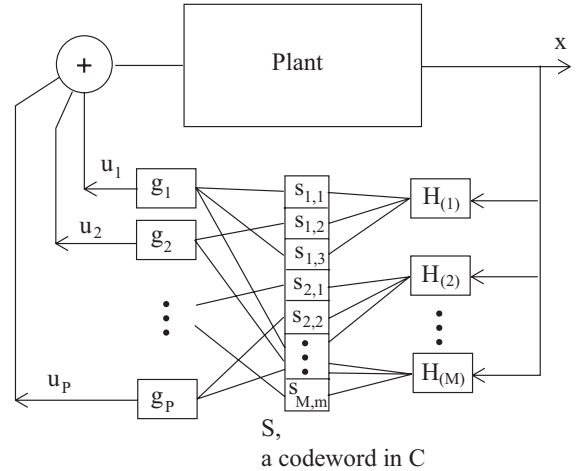 x
+
Plant
u1
g1
s1,1
H(1)
s1,2
u2
g2
s1,3
s2,1
H(2)
s2,2
uP
gP
sM,m
H(M)
S,
a codeword in C